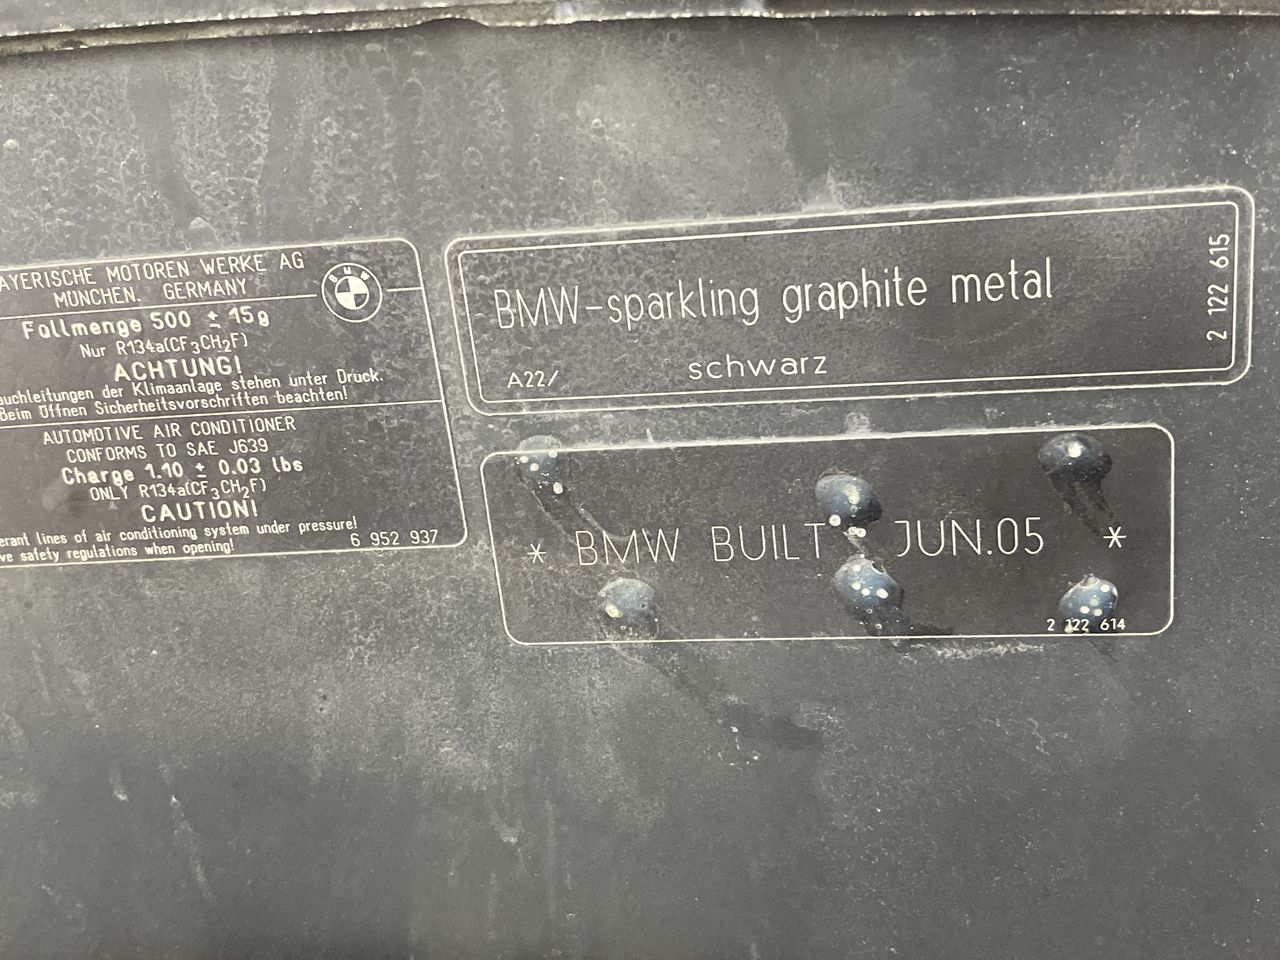 AYERISCHE MOTOREN WERKE AG
MÜNCHEN, GERMANY
BMW
Füllmenge 500 ± 15g
Nur R134a(CF3CH2F)
ACHTUNG!
auchleitungen der Klimaanlage stehen unter Druck.
Beim Öffnen Sicherheitsvorschriften beachten!
AUTOMOTIVE AIR CONDITIONER
CONFORMS TO SAE J639
Charge 1.10 ± 0.03 lbs
ONLY R134a(CF3CH2F)
CAUTION!
erant lines of air conditioning system under pressure!
ve safety regulations when opening!
6 952 937
BMW-sparkling graphite metal
A22/ schwarz
2 122 615
* BMW BUILT JUN.05 *
2 122 614